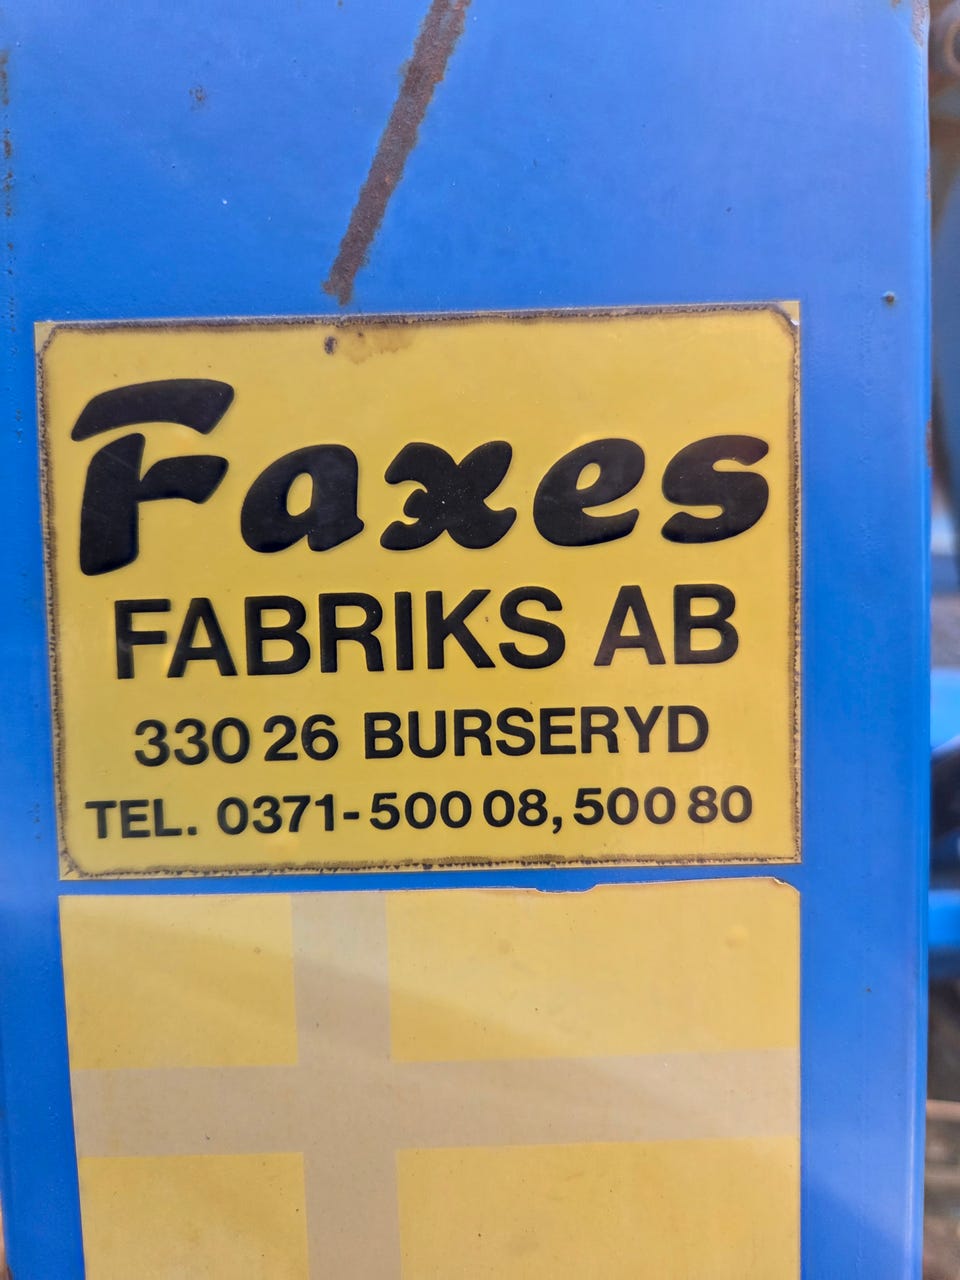 Faxes
FABRIKS AB
330 26 BURSERYD
TEL. 0371-500 08, 500 80